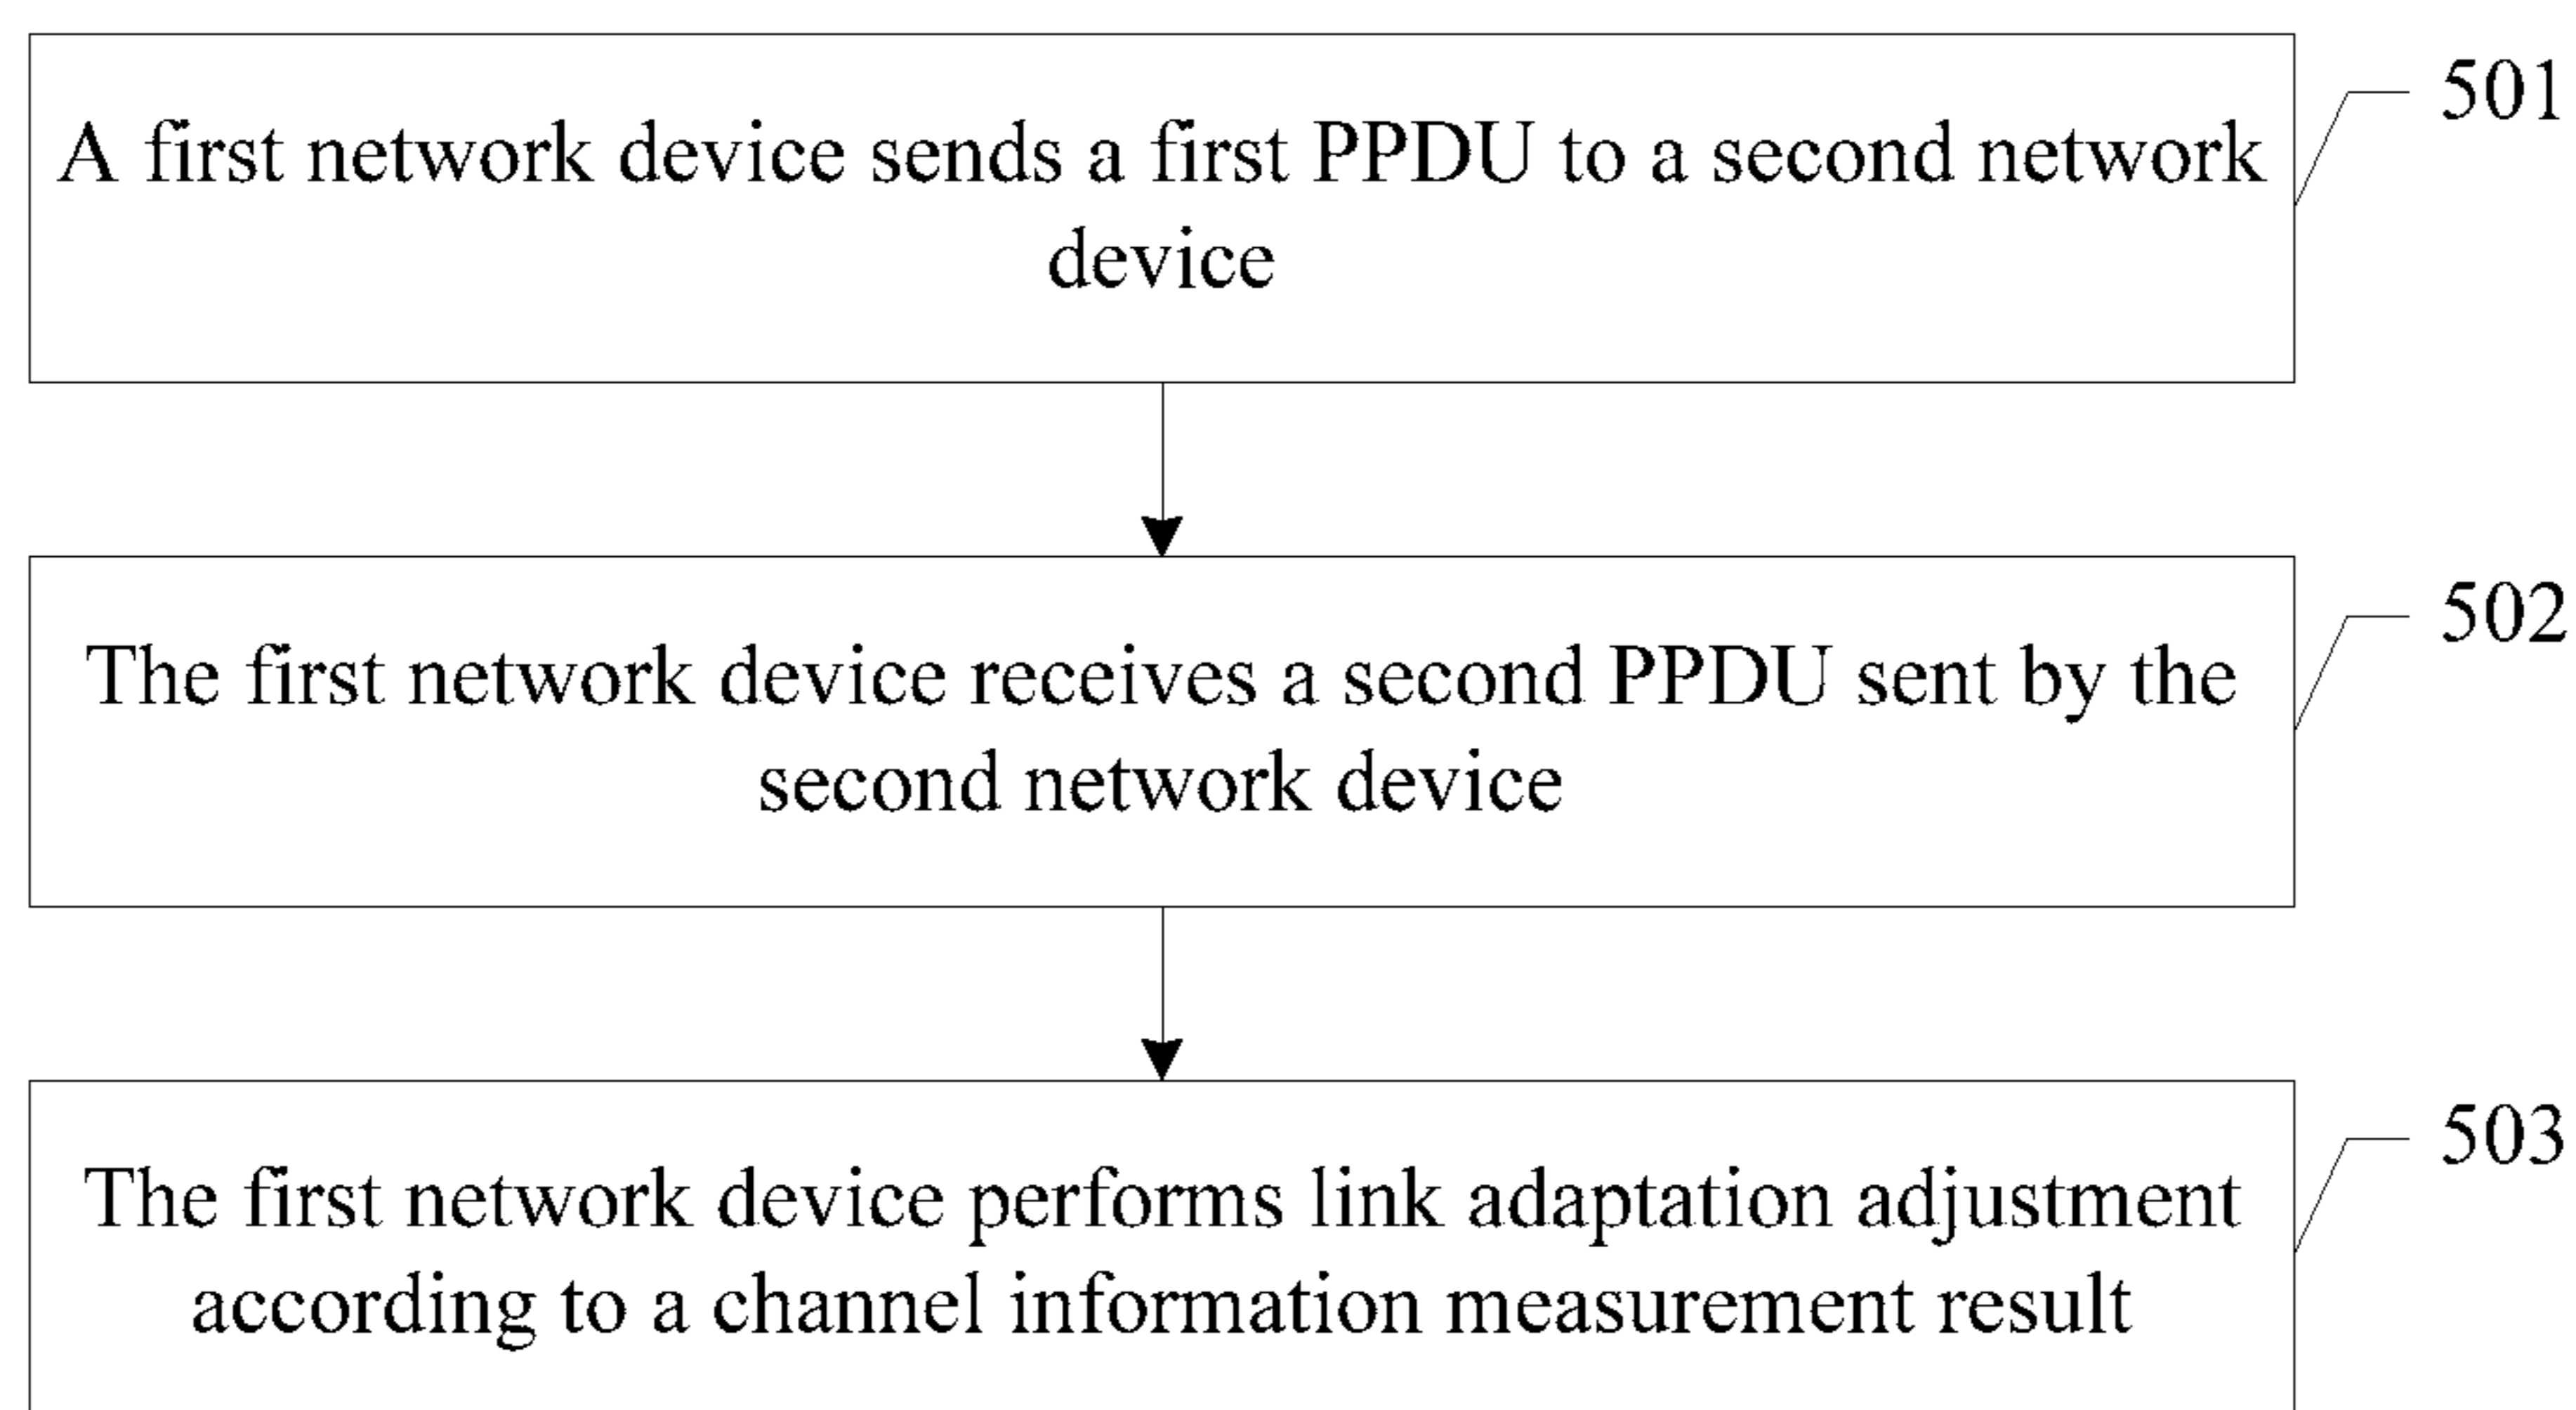 501
A first network device sends a first PPDU to a second network
device
502
The first network device receives a second PPDU sent by the
second network device
503
The first network device performs link adaptation adjustment
according to a channel information measurement result